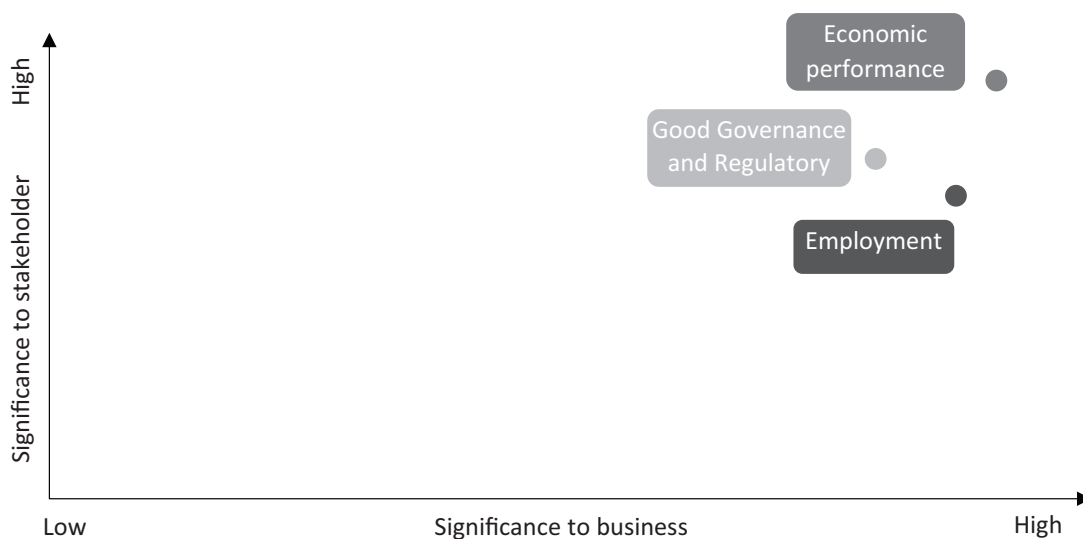 Economic
performance
Good Governance
and Regulatory
Employment
High
Significance to stakeholder
Low
Significance to business
High